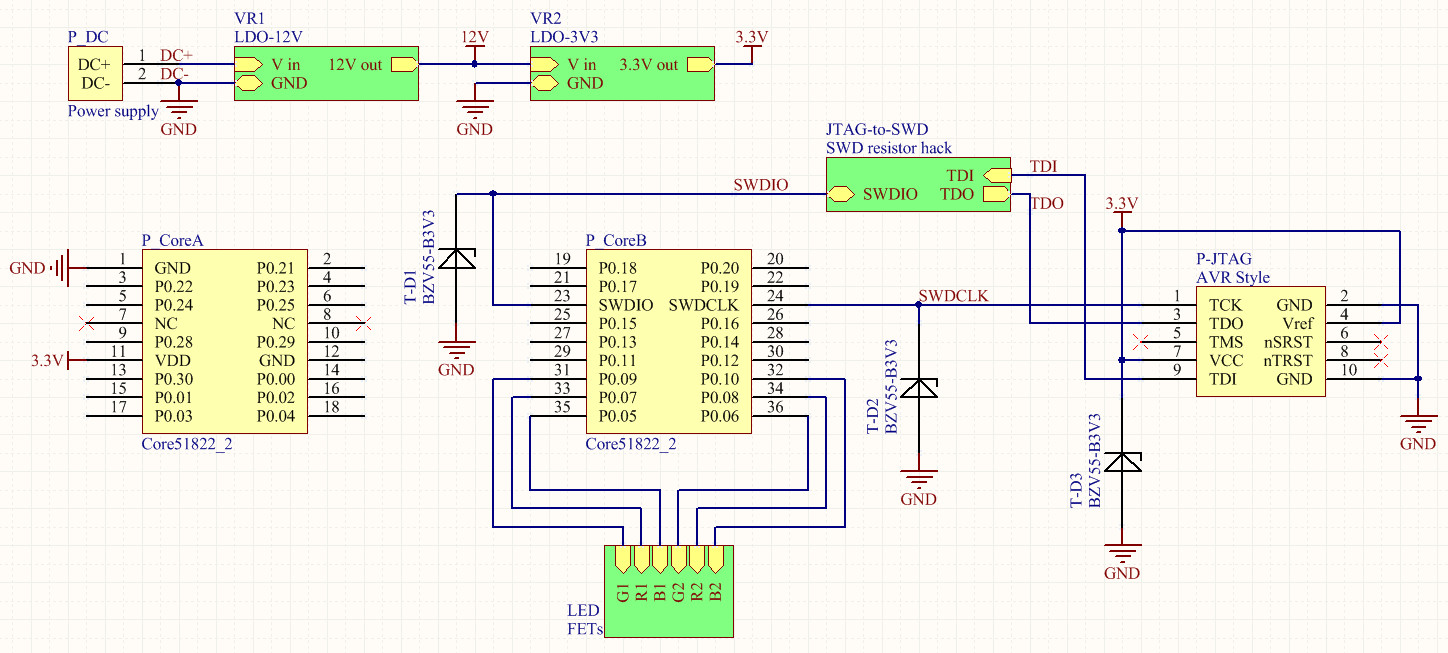 P_DC
DC+
DC-
1
2
DC+
DC-
Power supply
GND
VR1
LDO-12V
V in
12V out
GND
12V
GND
VR2
LDO-3V3
V in
3.3V out
GND
3.3V
JTAG-to-SWD
SWD resistor hack
TDI
SWDIO
TDO
SWDIO
TDI
TDO
P_CoreA
GND
3.3V
1 GND P0.21 2
3 P0.22 P0.23 4
5 P0.24 P0.25 6
7 NC NC 8
9 P0.28 P0.29 10
11 VDD GND 12
13 P0.30 P0.00 14
15 P0.01 P0.02 16
17 P0.03 P0.04 18
Core51822_2
T-D1
BZV55-B3V3
GND
P_CoreB
19 P0.18 P0.20 20
21 P0.17 P0.19 22
23 SWDIO SWDCLK 24
25 P0.15 P0.16 26
27 P0.13 P0.14 28
29 P0.11 P0.12 30
31 P0.09 P0.10 32
33 P0.07 P0.08 34
35 P0.05 P0.06 36
Core51822_2
SWDCLK
T-D2
BZV55-B3V3
GND
3.3V
P-JTAG
AVR Style
1 TCK GND 2
3 TDO Vref 4
5 TMS nSRST 6
7 VCC nTRST 8
9 TDI GND 10
GND
T-D3
BZV55-B3V3
GND
G1
R1
B1
G2
R2
B2
LED
FETs